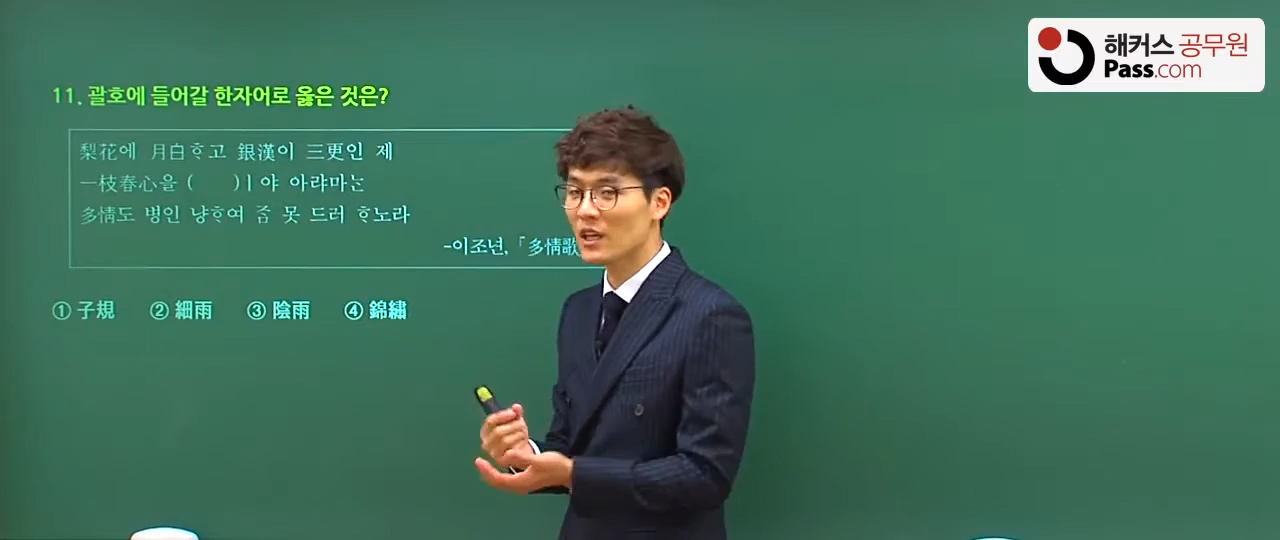 해커스 공무원
Pass.com
11. 괄호에 들어갈 한자어로 옳은 것은?
梨花에 月白ᄒᆞ고 銀漢이 三更인 제
一枝春心을 (    )ㅣ야 아랴마ᄂᆞᆫ
多情도 병인 냥ᄒᆞ여 ᄌᆞᆷ 못 드러 ᄒᆞ노라
-이조년,「多情歌
① 子規 ② 細雨 ③ 陰雨 ④ 錦繡